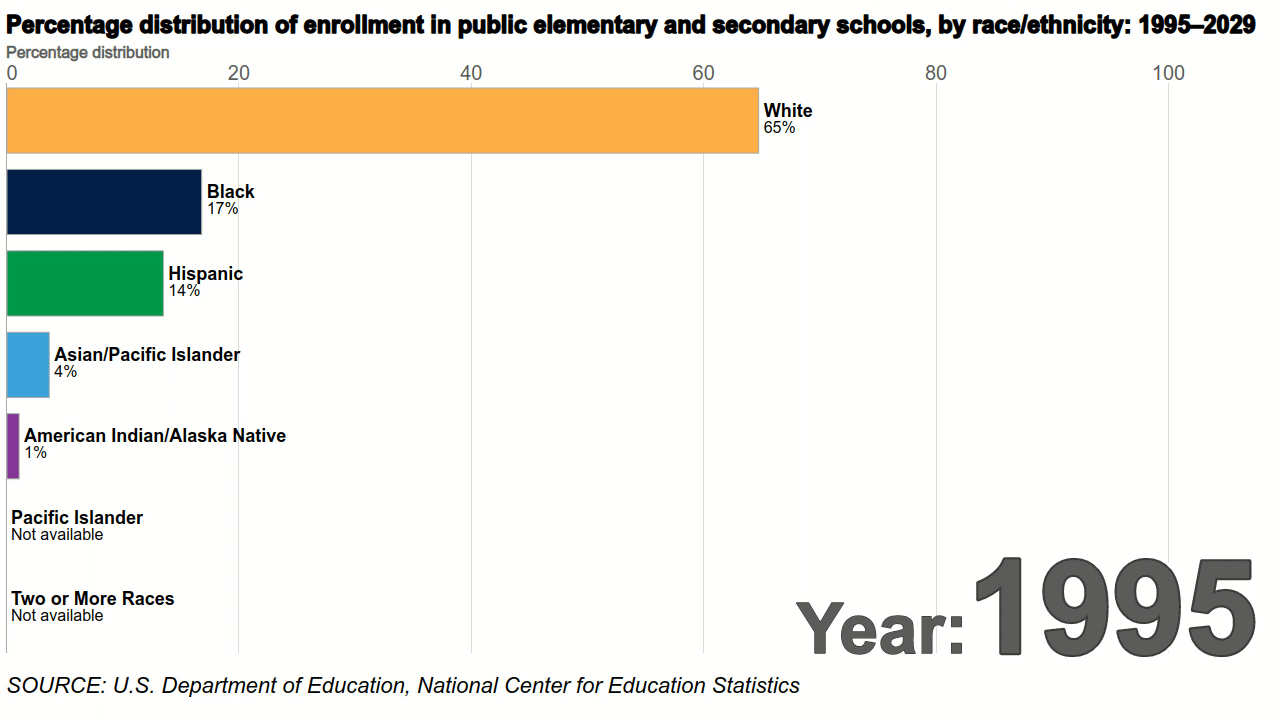 Percentage distribution of enrollment in public elementary and secondary schools, by race/ethnicity: 1995–2029
Percentage distribution
0 20 40 60 80 100
White
65%
Black
17%
Hispanic
14%
Asian/Pacific Islander
4%
American Indian/Alaska Native
1%
Pacific Islander
Not available
Two or More Races
Not available
Year: 1995
SOURCE: U.S. Department of Education, National Center for Education Statistics